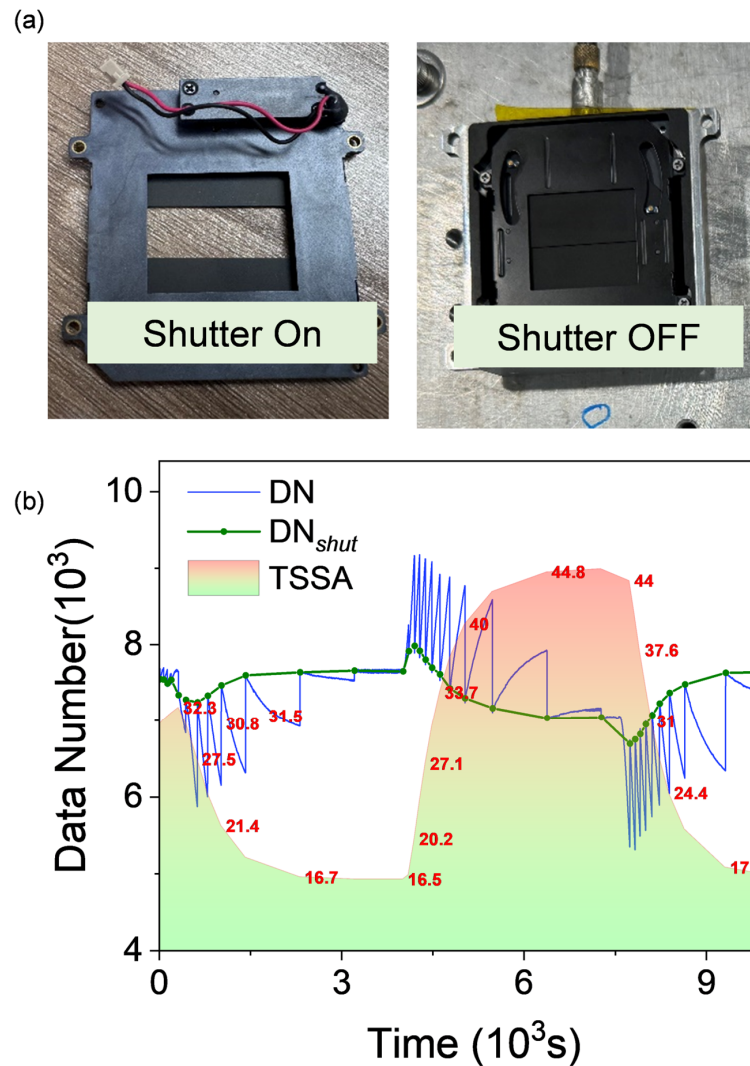 (a)
Shutter On
Shutter OFF
(b)
DN
DNshut
TSSA
Data Number(10³)
10
8
6
4
44.8
44
40
37.6
33.7
32.3
30.8
31.5
31
27.5
27.1
24.4
21.4
20.2
16.7
16.5
17
0
3
6
9
Time (10³s)